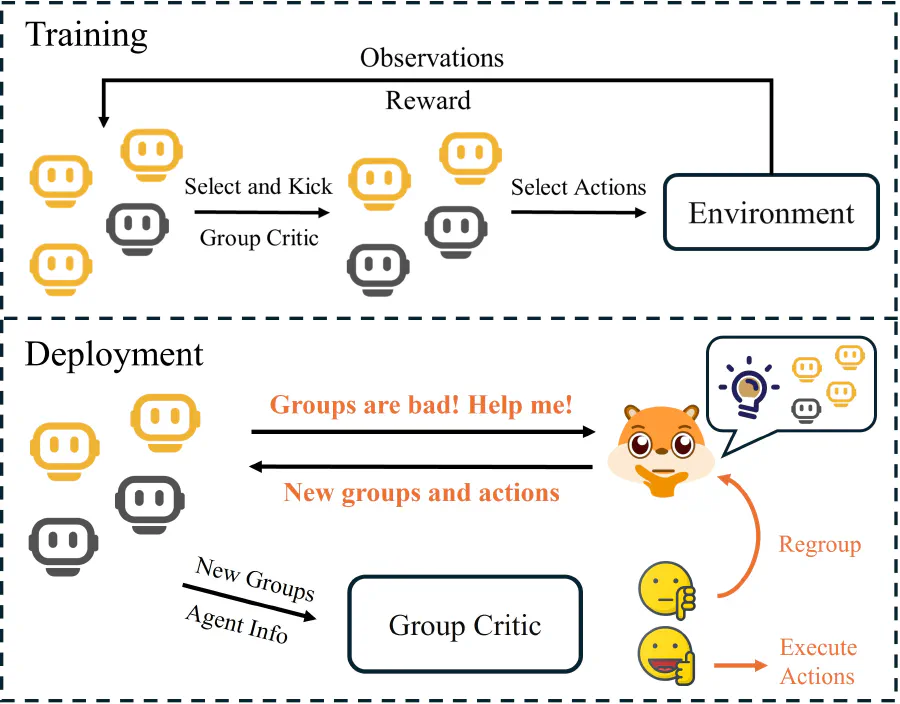 Training
Observations
Reward
Select and Kick
Group Critic
Select Actions
Environment
Deployment
Groups are bad! Help me!
New groups and actions
New Groups
Agent Info
Group Critic
Regroup
Execute
Actions